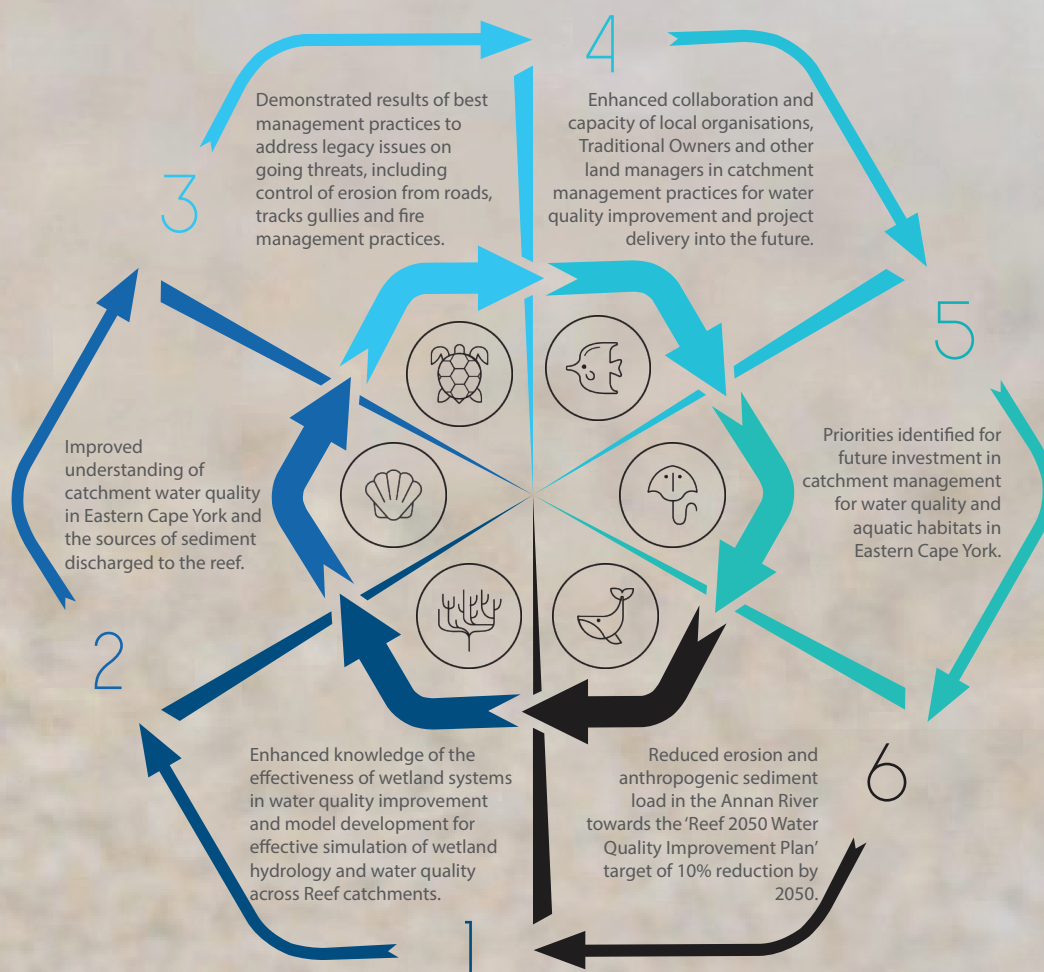 4
3
Demonstrated results of best
management practices to
address legacy issues on
going threats, including
control of erosion from roads,
tracks gullies and fire
management practices.
Enhanced collaboration and
capacity of local organisations,
Traditional Owners and other
land managers in catchment
management practices for water
quality improvement and project
delivery into the future.
5
Priorities identified for
future investment in
catchment management
for water quality and
aquatic habitats in
Eastern Cape York.
Improved
understanding of
catchment water quality
in Eastern Cape York and
the sources of sediment
discharged to the reef.
2
Enhanced knowledge of the
effectiveness of wetland systems
in water quality improvement
and model development for
effective simulation of wetland
hydrology and water quality
across Reef catchments.
1
Reduced erosion and
anthropogenic sediment
load in the Annan River
towards the ‘Reef 2050 Water
Quality Improvement Plan’
target of 10% reduction by
2050.
6